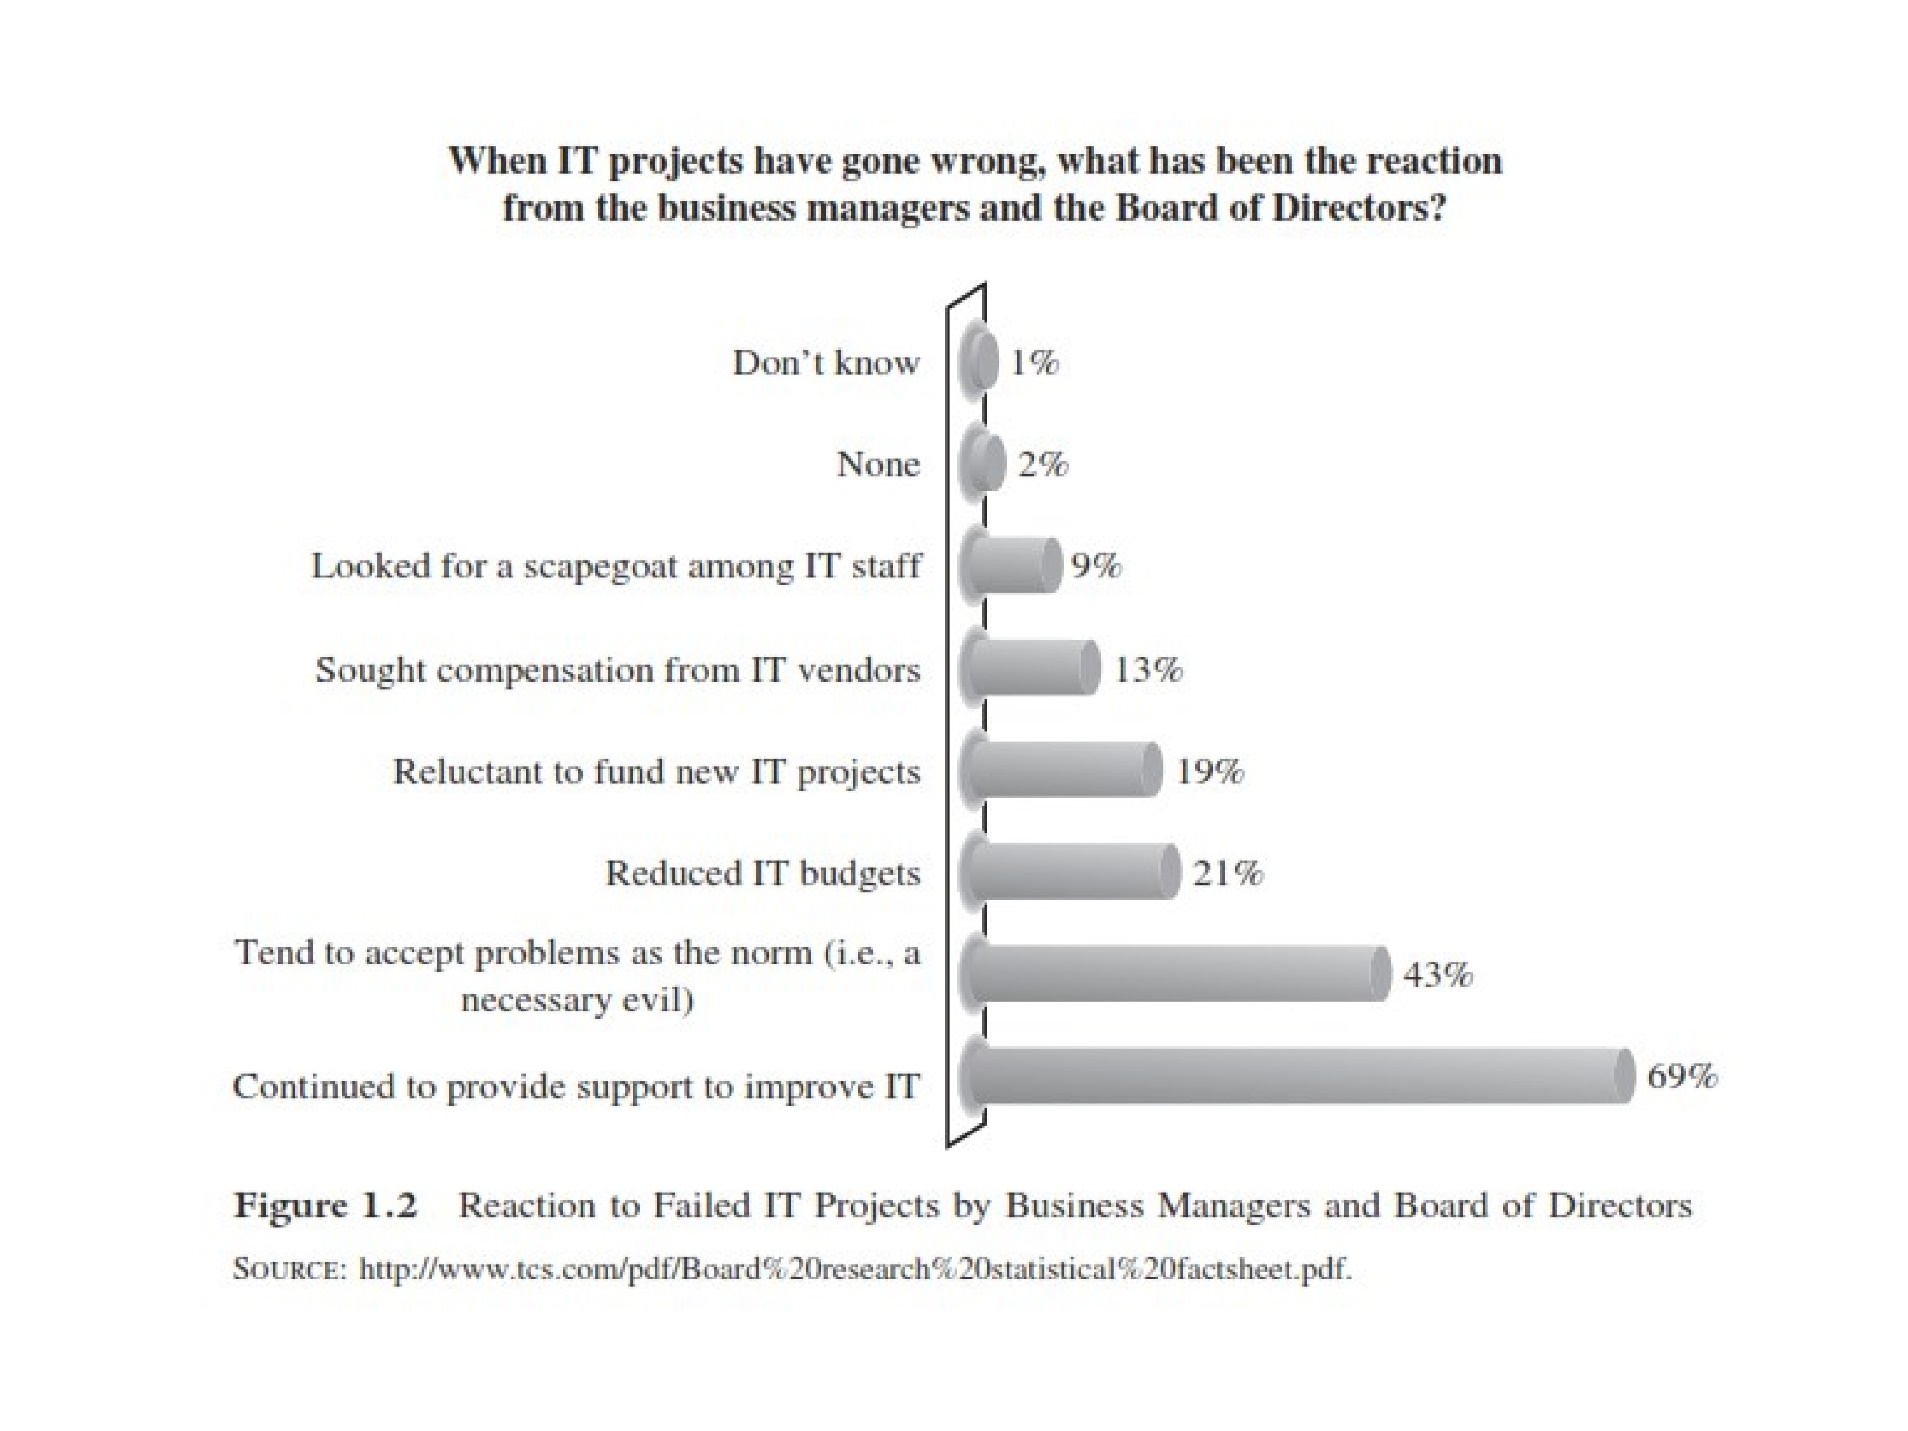 When IT projects have gone wrong, what has been the reaction
from the business managers and the Board of Directors?
Don’t know 1%
None 2%
Looked for a scapegoat among IT staff 9%
Sought compensation from IT vendors 13%
Reluctant to fund new IT projects 19%
Reduced IT budgets 21%
Tend to accept problems as the norm (i.e., a
necessary evil) 43%
Continued to provide support to improve IT 69%
Figure 1.2 Reaction to Failed IT Projects by Business Managers and Board of Directors
SOURCE: http://www.tcs.com/pdf/Board%20research%20statistical%20factsheet.pdf.